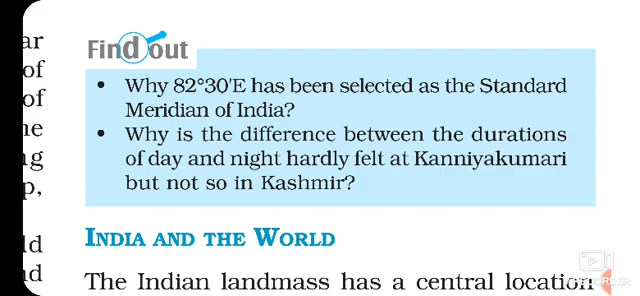 ar
of
of
ne
ng
p,
ld
nd
Find out
• Why 82°30'E has been selected as the Standard
Meridian of India?
• Why is the difference between the durations
of day and night hardly felt at Kanniyakumari
but not so in Kashmir?
INDIA AND THE WORLD
The Indian landmass has a central location